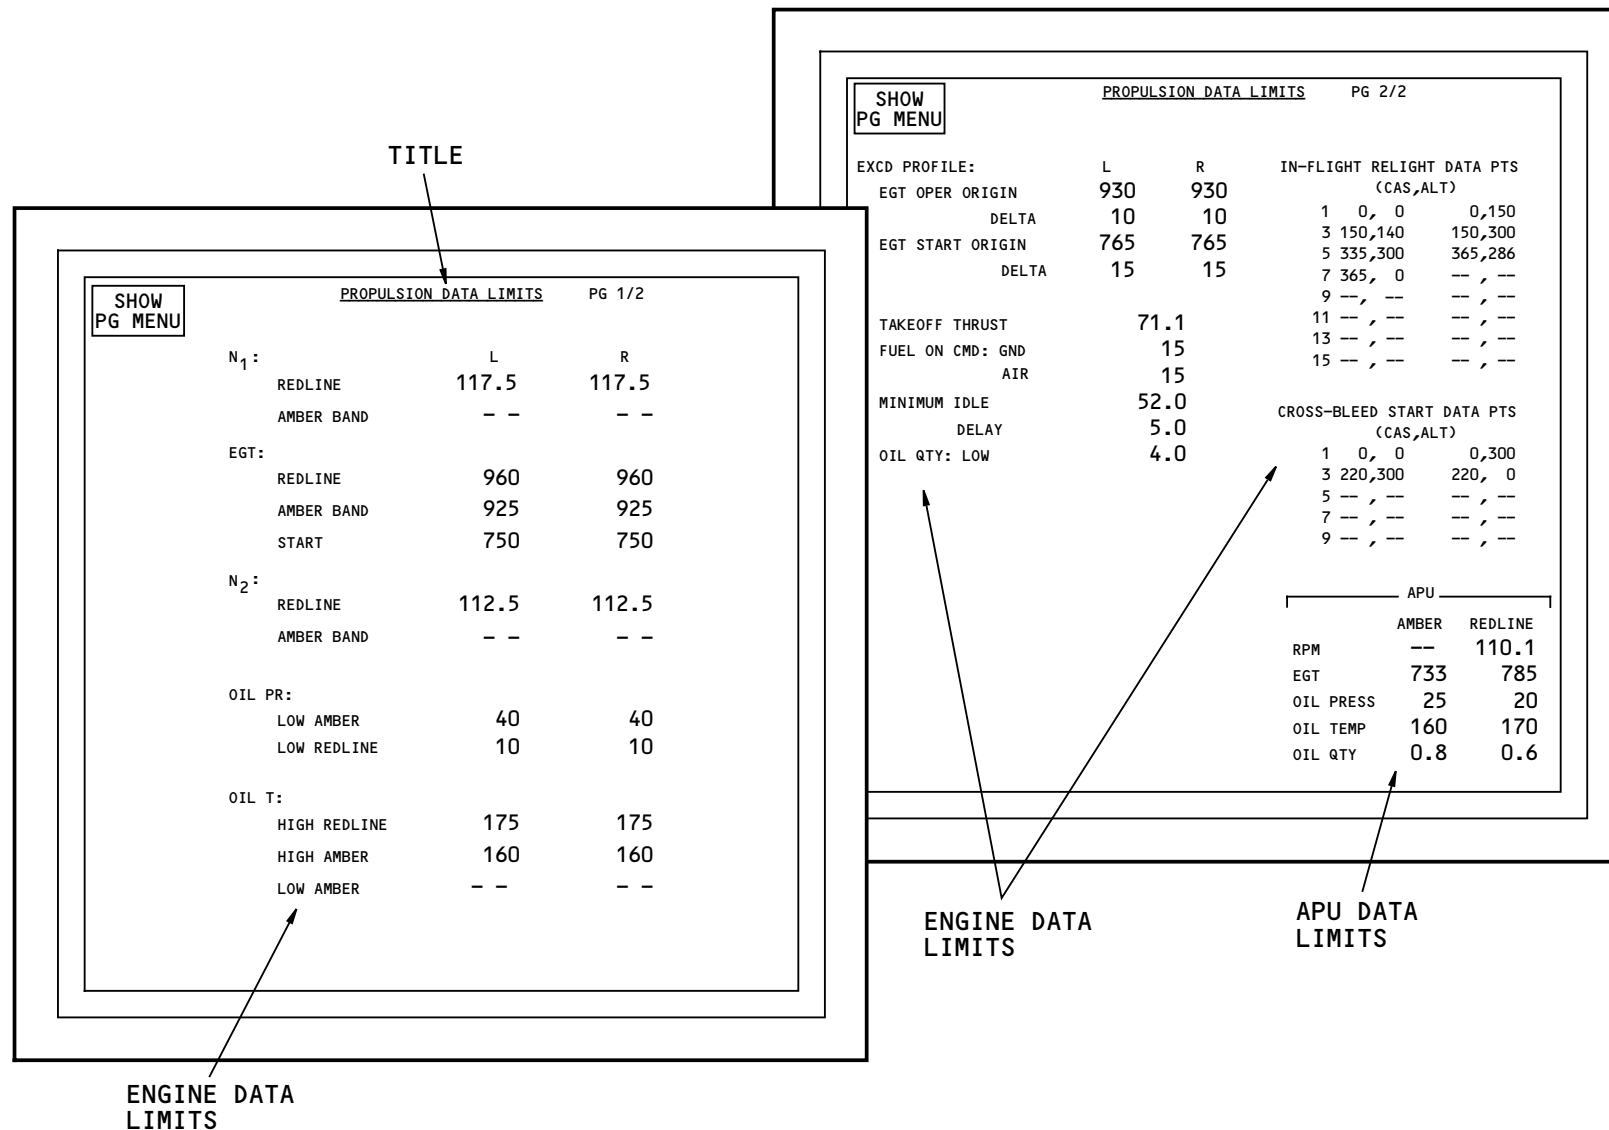 TITLE
SHOW
PG MENU
PROPULSION DATA LIMITS PG 1/2
N1: L R
REDLINE 117.5 117.5
AMBER BAND - - - -
EGT:
REDLINE 960 960
AMBER BAND 925 925
START 750 750
N2:
REDLINE 112.5 112.5
AMBER BAND - - - -
OIL PR:
LOW AMBER 40 40
LOW REDLINE 10 10
OIL T:
HIGH REDLINE 175 175
HIGH AMBER 160 160
LOW AMBER - - - -
ENGINE DATA
LIMITS
SHOW
PG MENU
PROPULSION DATA LIMITS PG 2/2
EXCD PROFILE: L R
EGT OPER ORIGIN 930 930
DELTA 10 10
EGT START ORIGIN 765 765
DELTA 15 15
TAKEOFF THRUST 71.1
FUEL ON CMD: GND 15
AIR 15
MINIMUM IDLE 52.0
DELAY 5.0
OIL QTY: LOW 4.0
IN-FLIGHT RELIGHT DATA PTS
(CAS,ALT)
1 0, 0 0,150
3 150,140 150,300
5 335,300 365,286
7 365, 0 -- , --
9 --, -- -- , --
11 -- , -- -- , --
13 -- , -- -- , --
15 -- , -- -- , --
CROSS-BLEED START DATA PTS
(CAS,ALT)
1 0, 0 0,300
3 220,300 220, 0
5 -- , -- -- , --
7 -- , -- -- , --
9 -- , -- -- , --
APU
AMBER REDLINE
RPM -- 110.1
EGT 733 785
OIL PRESS 25 20
OIL TEMP 160 170
OIL QTY 0.8 0.6
ENGINE DATA
LIMITS
APU DATA
LIMITS